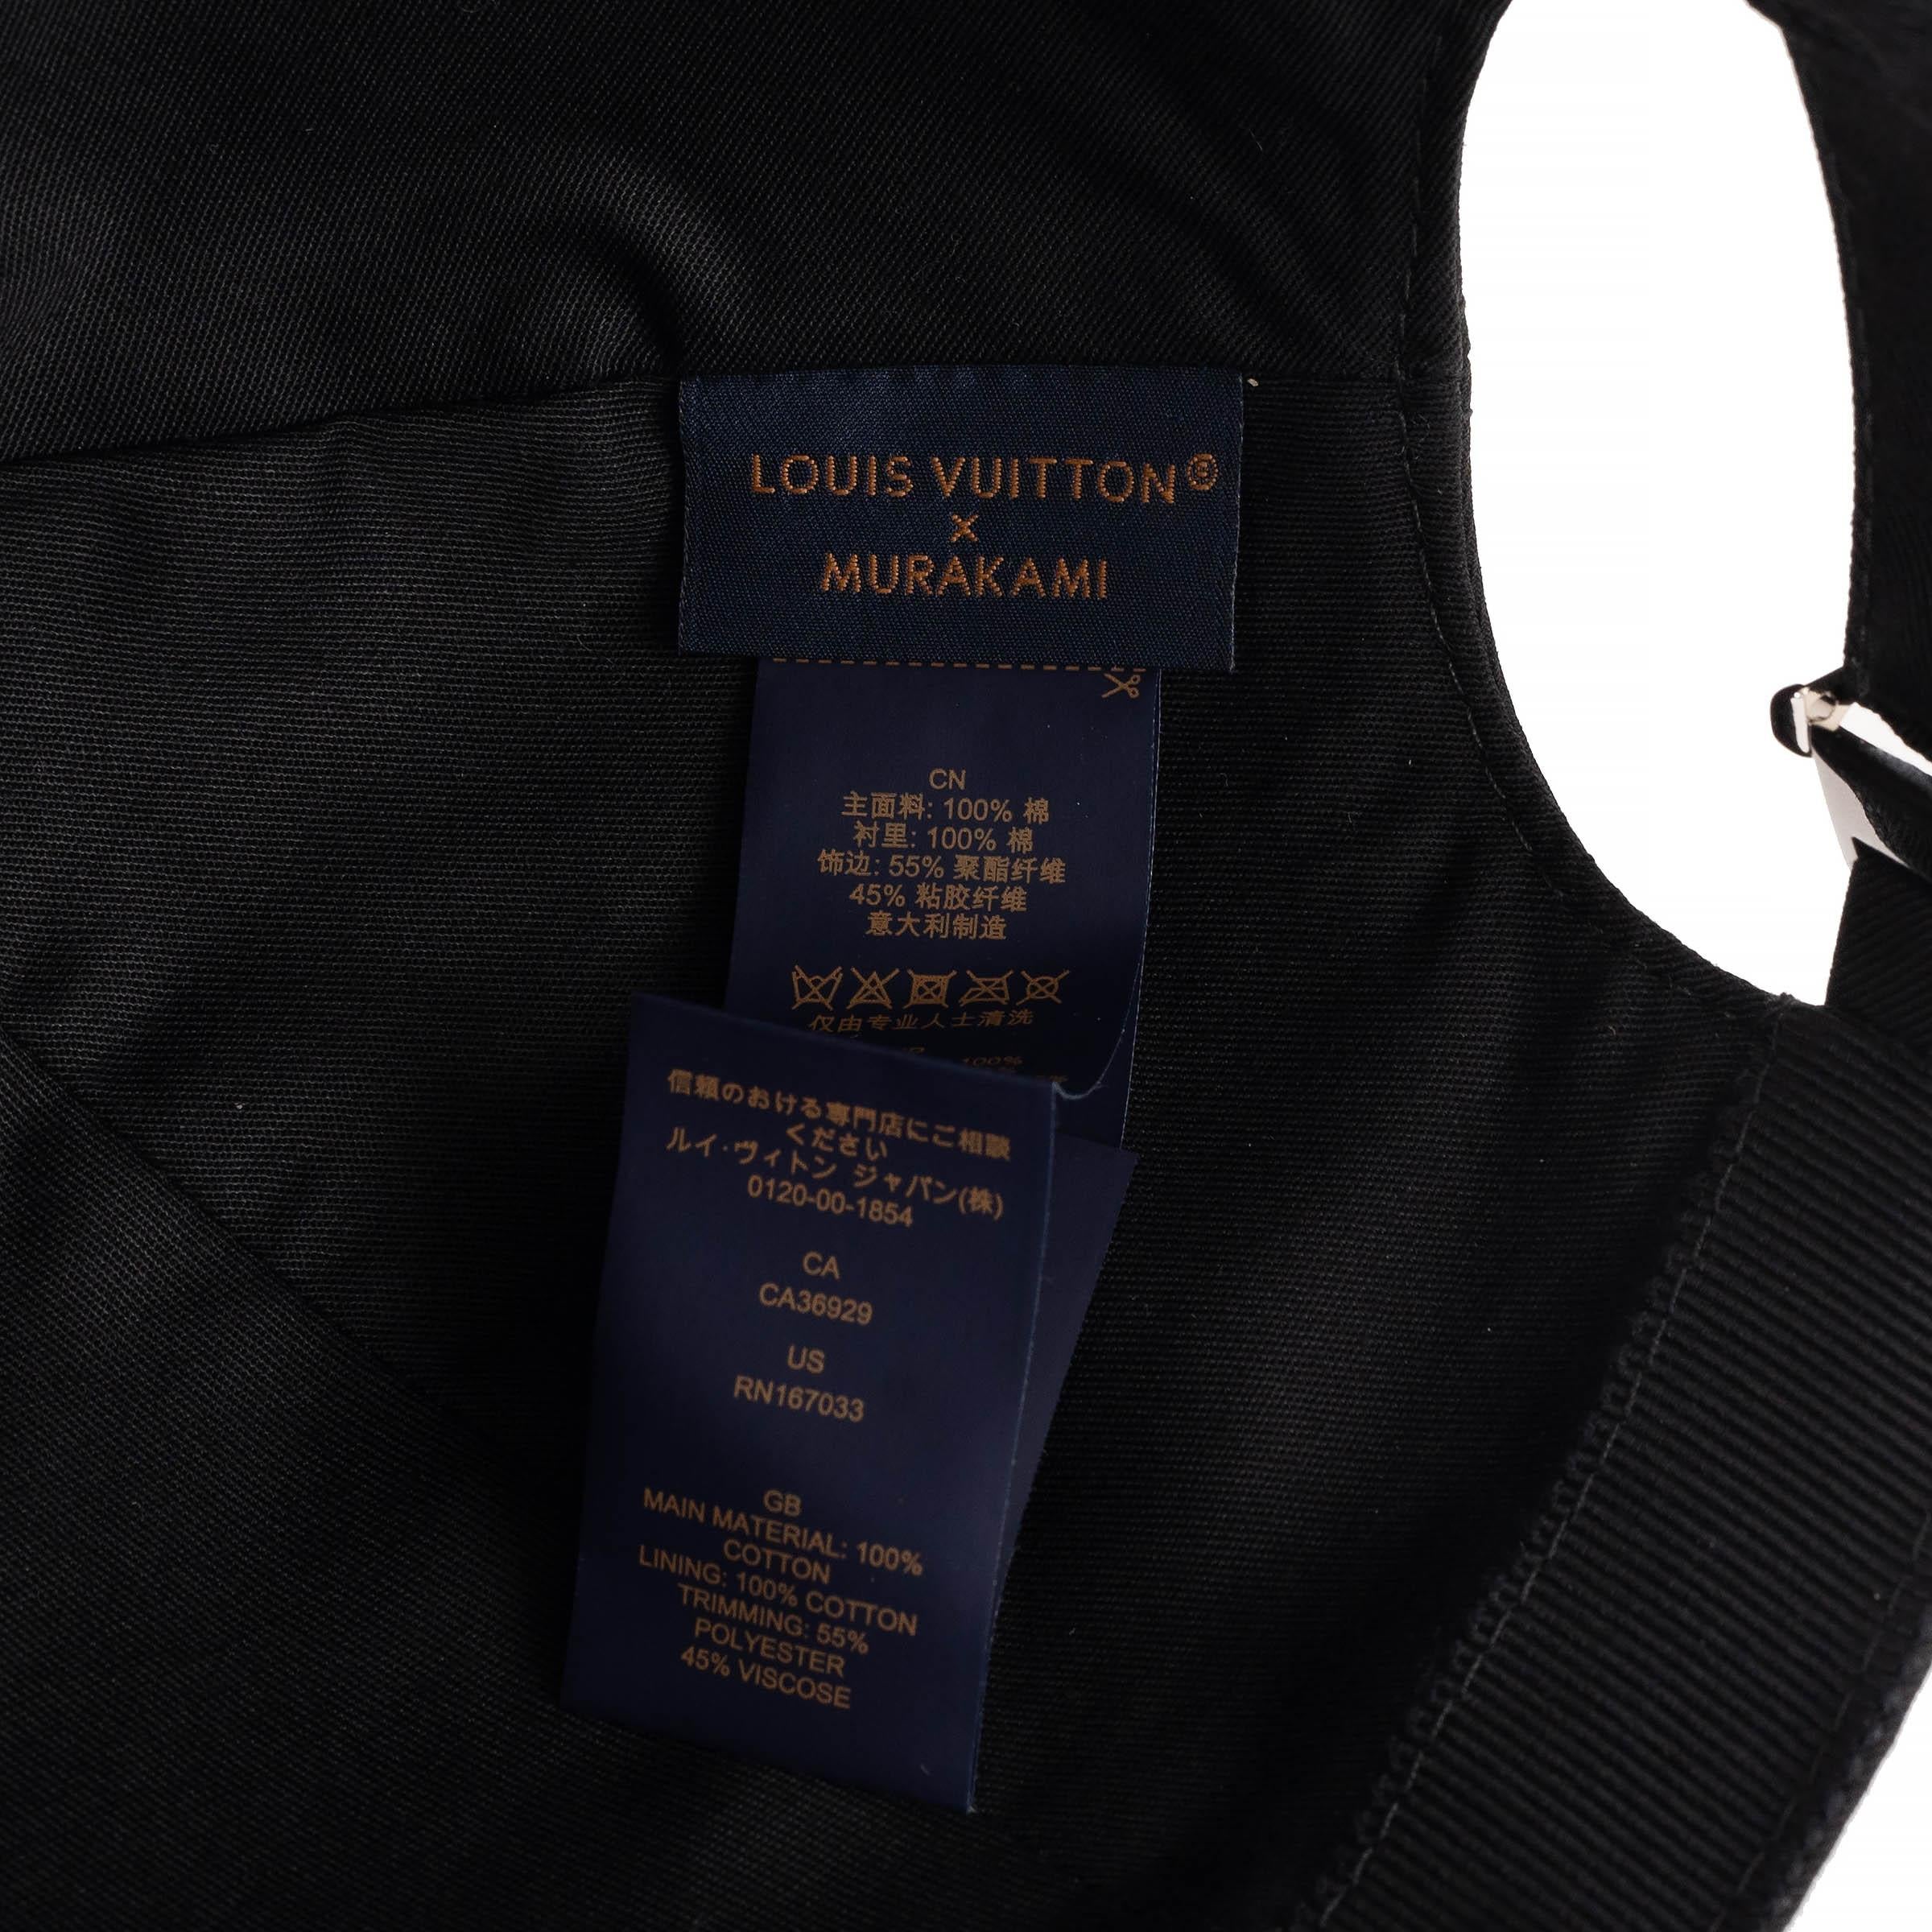 LOUIS VUITTON®
x
MURAKAMI
CN
主面料: 100% 棉
衬里: 100% 棉
饰边: 55% 聚酯纤维
45% 粘胶纤维
意大利制造
仅由专业人士清洗
100%
信頼のおける専門店にご相談
ください
ルイ・ヴィトン ジャパン(株)
0120-00-1854
CA
CA36929
US
RN167033
GB
MAIN MATERIAL: 100%
COTTON
LINING: 100% COTTON
TRIMMING: 55%
POLYESTER
45% VISCOSE